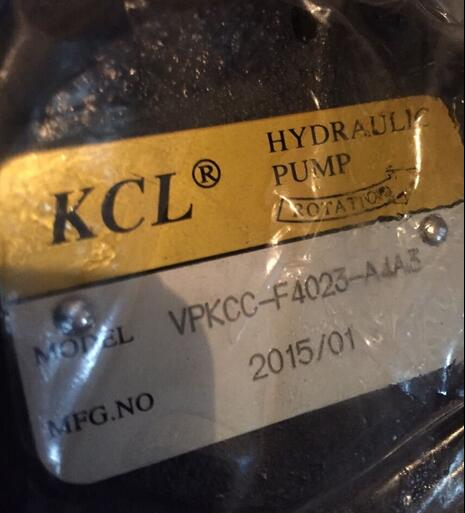 KCL®
HYDRAULIC
PUMP
ROTATION
MODEL VPKCC-F4023-A4A3
MFG.NO 2015/01